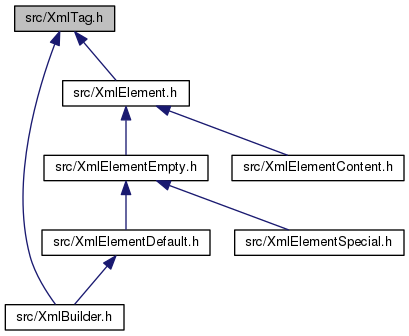 src/XmlTag.h
src/XmlElement.h
src/XmlElementEmpty.h
src/XmlElementContent.h
src/XmlElementDefault.h
src/XmlElementSpecial.h
src/XmlBuilder.h